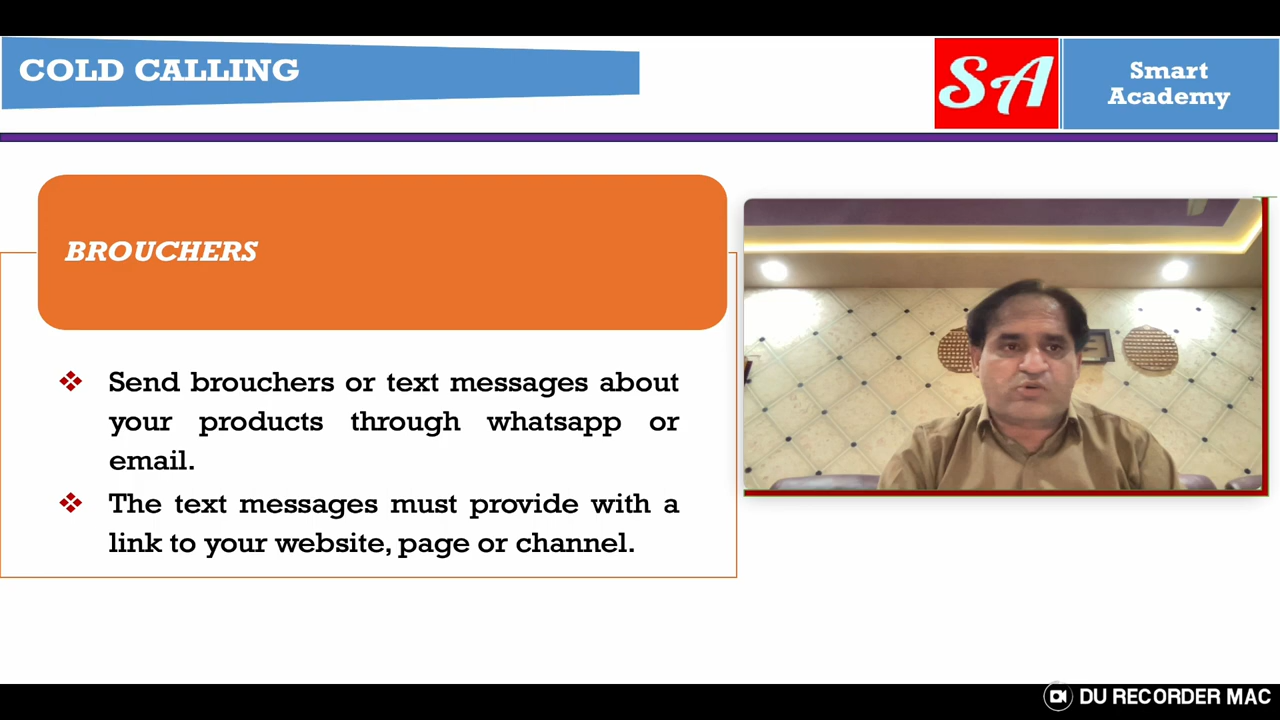 COLD CALLING
SA
Smart
Academy
BROUCHERS
Send brouchers or text messages about
your products through whatsapp or
email.
The text messages must provide with a
link to your website, page or channel.
DU RECORDER MAC